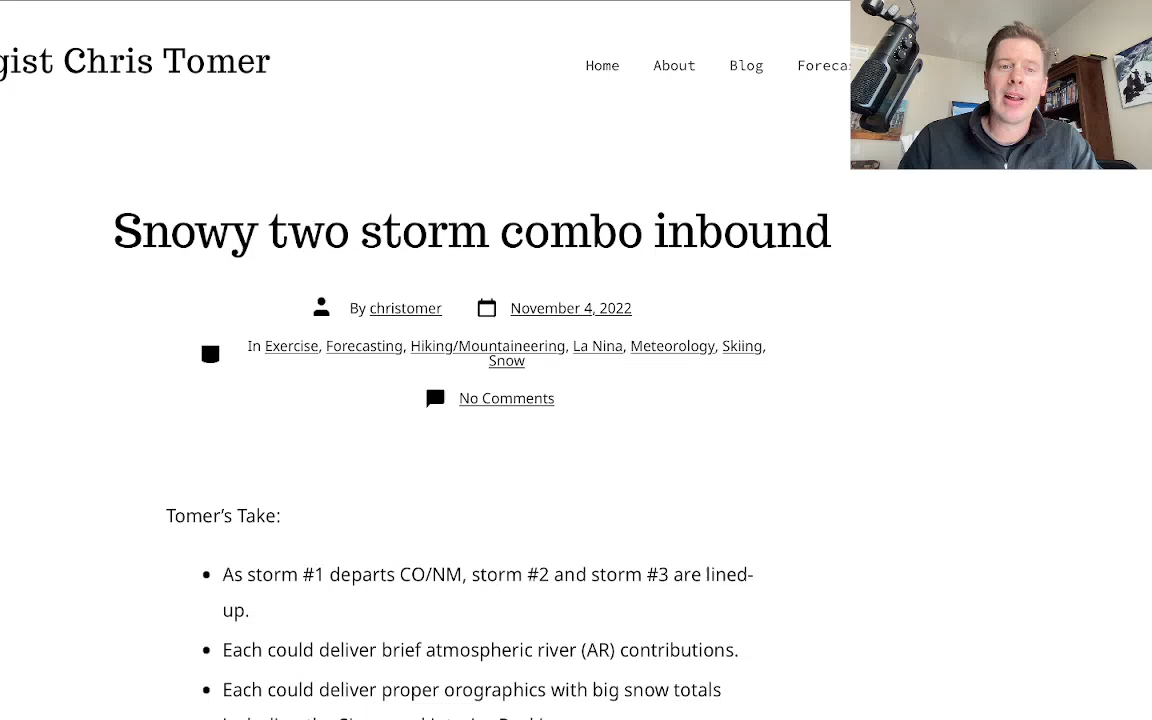 gist Chris Tomer
Home About Blog Forecas
Snowy two storm combo inbound
By christomer November 4, 2022
In Exercise, Forecasting, Hiking/Mountaineering, La Nina, Meteorology, Skiing,
Snow
No Comments
Tomer’s Take:
• As storm #1 departs CO/NM, storm #2 and storm #3 are lined-
up.
• Each could deliver brief atmospheric river (AR) contributions.
• Each could deliver proper orographics with big snow totals